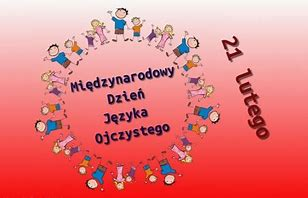 Międzynarodowy
Dzień
Języka
Ojczystego
21 lutego